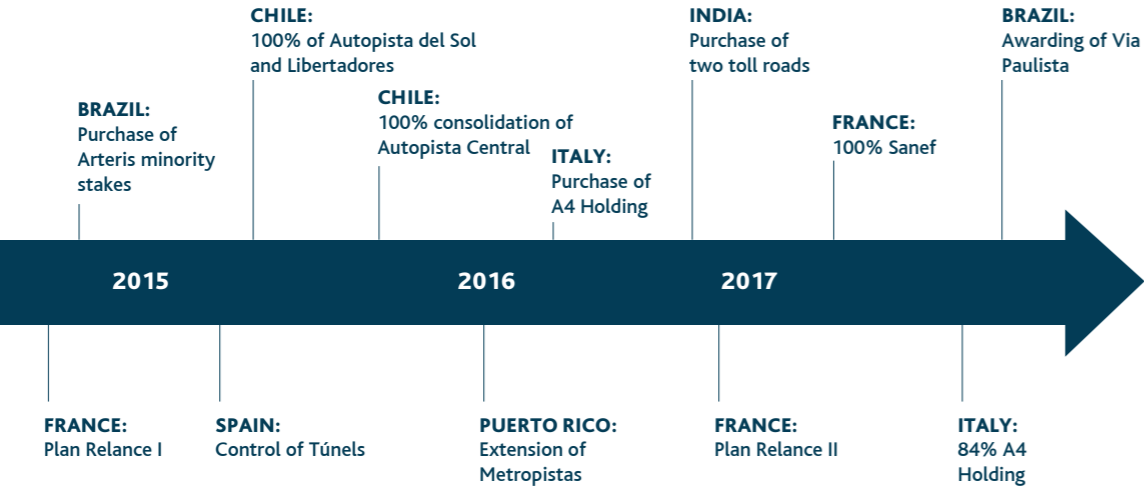 CHILE:
100% of Autopista del Sol
and Libertadores
INDIA:
Purchase of
two toll roads
BRAZIL:
Awarding of Via
Paulista
BRAZIL:
Purchase of
Arteris minority
stakes
CHILE:
100% consolidation of
Autopista Central
ITALY:
Purchase of
A4 Holding
FRANCE:
100% Sanef
2015
2016
2017
FRANCE:
Plan Relance I
SPAIN:
Control of Túnels
PUERTO RICO:
Extension of
Metropistas
FRANCE:
Plan Relance II
ITALY:
84% A4
Holding